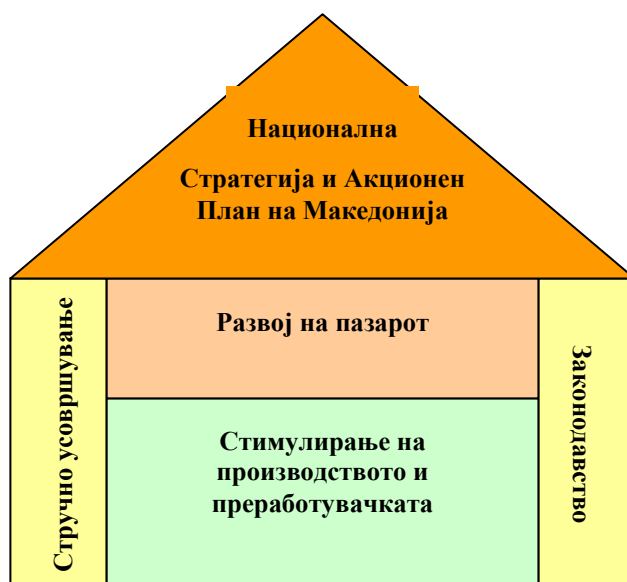 Национална
Стратегија и Акционен
План на Македонија
Стручно усовршување
Развој на пазарот
Законодавство
Стимулирање на
производството и
преработувачката